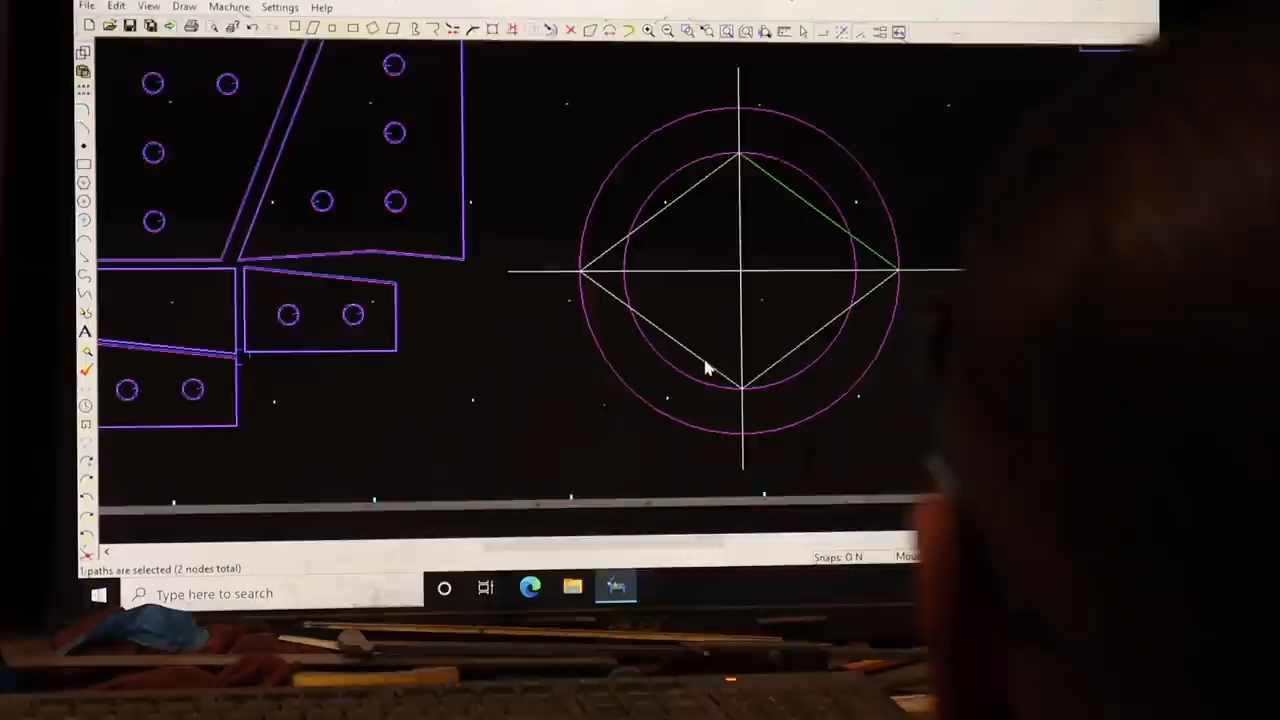 File Edit View Draw Machine Settings Help
A
Snaps: O N Mou
1 paths are selected (2 nodes total)
Type here to search